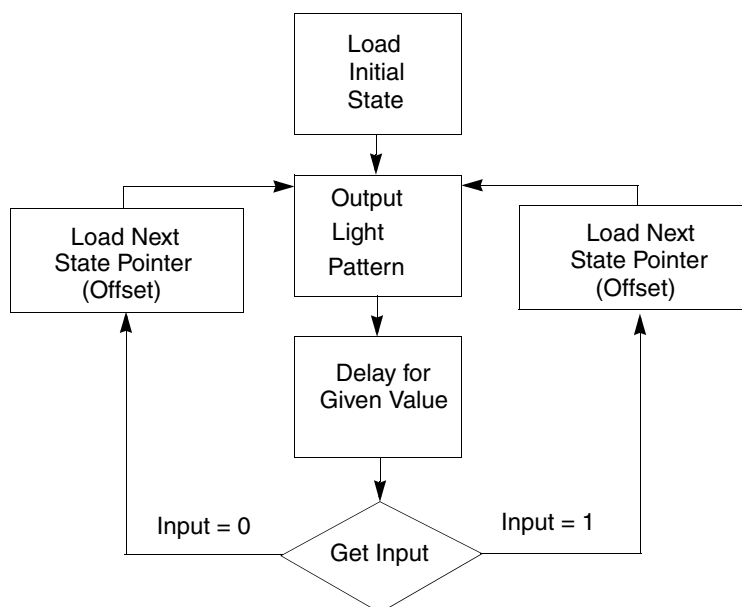 Load
Initial
State
Output
Light
Pattern
Load Next
State Pointer
(Offset)
Load Next
State Pointer
(Offset)
Delay for
Given Value
Input = 0
Input = 1
Get Input